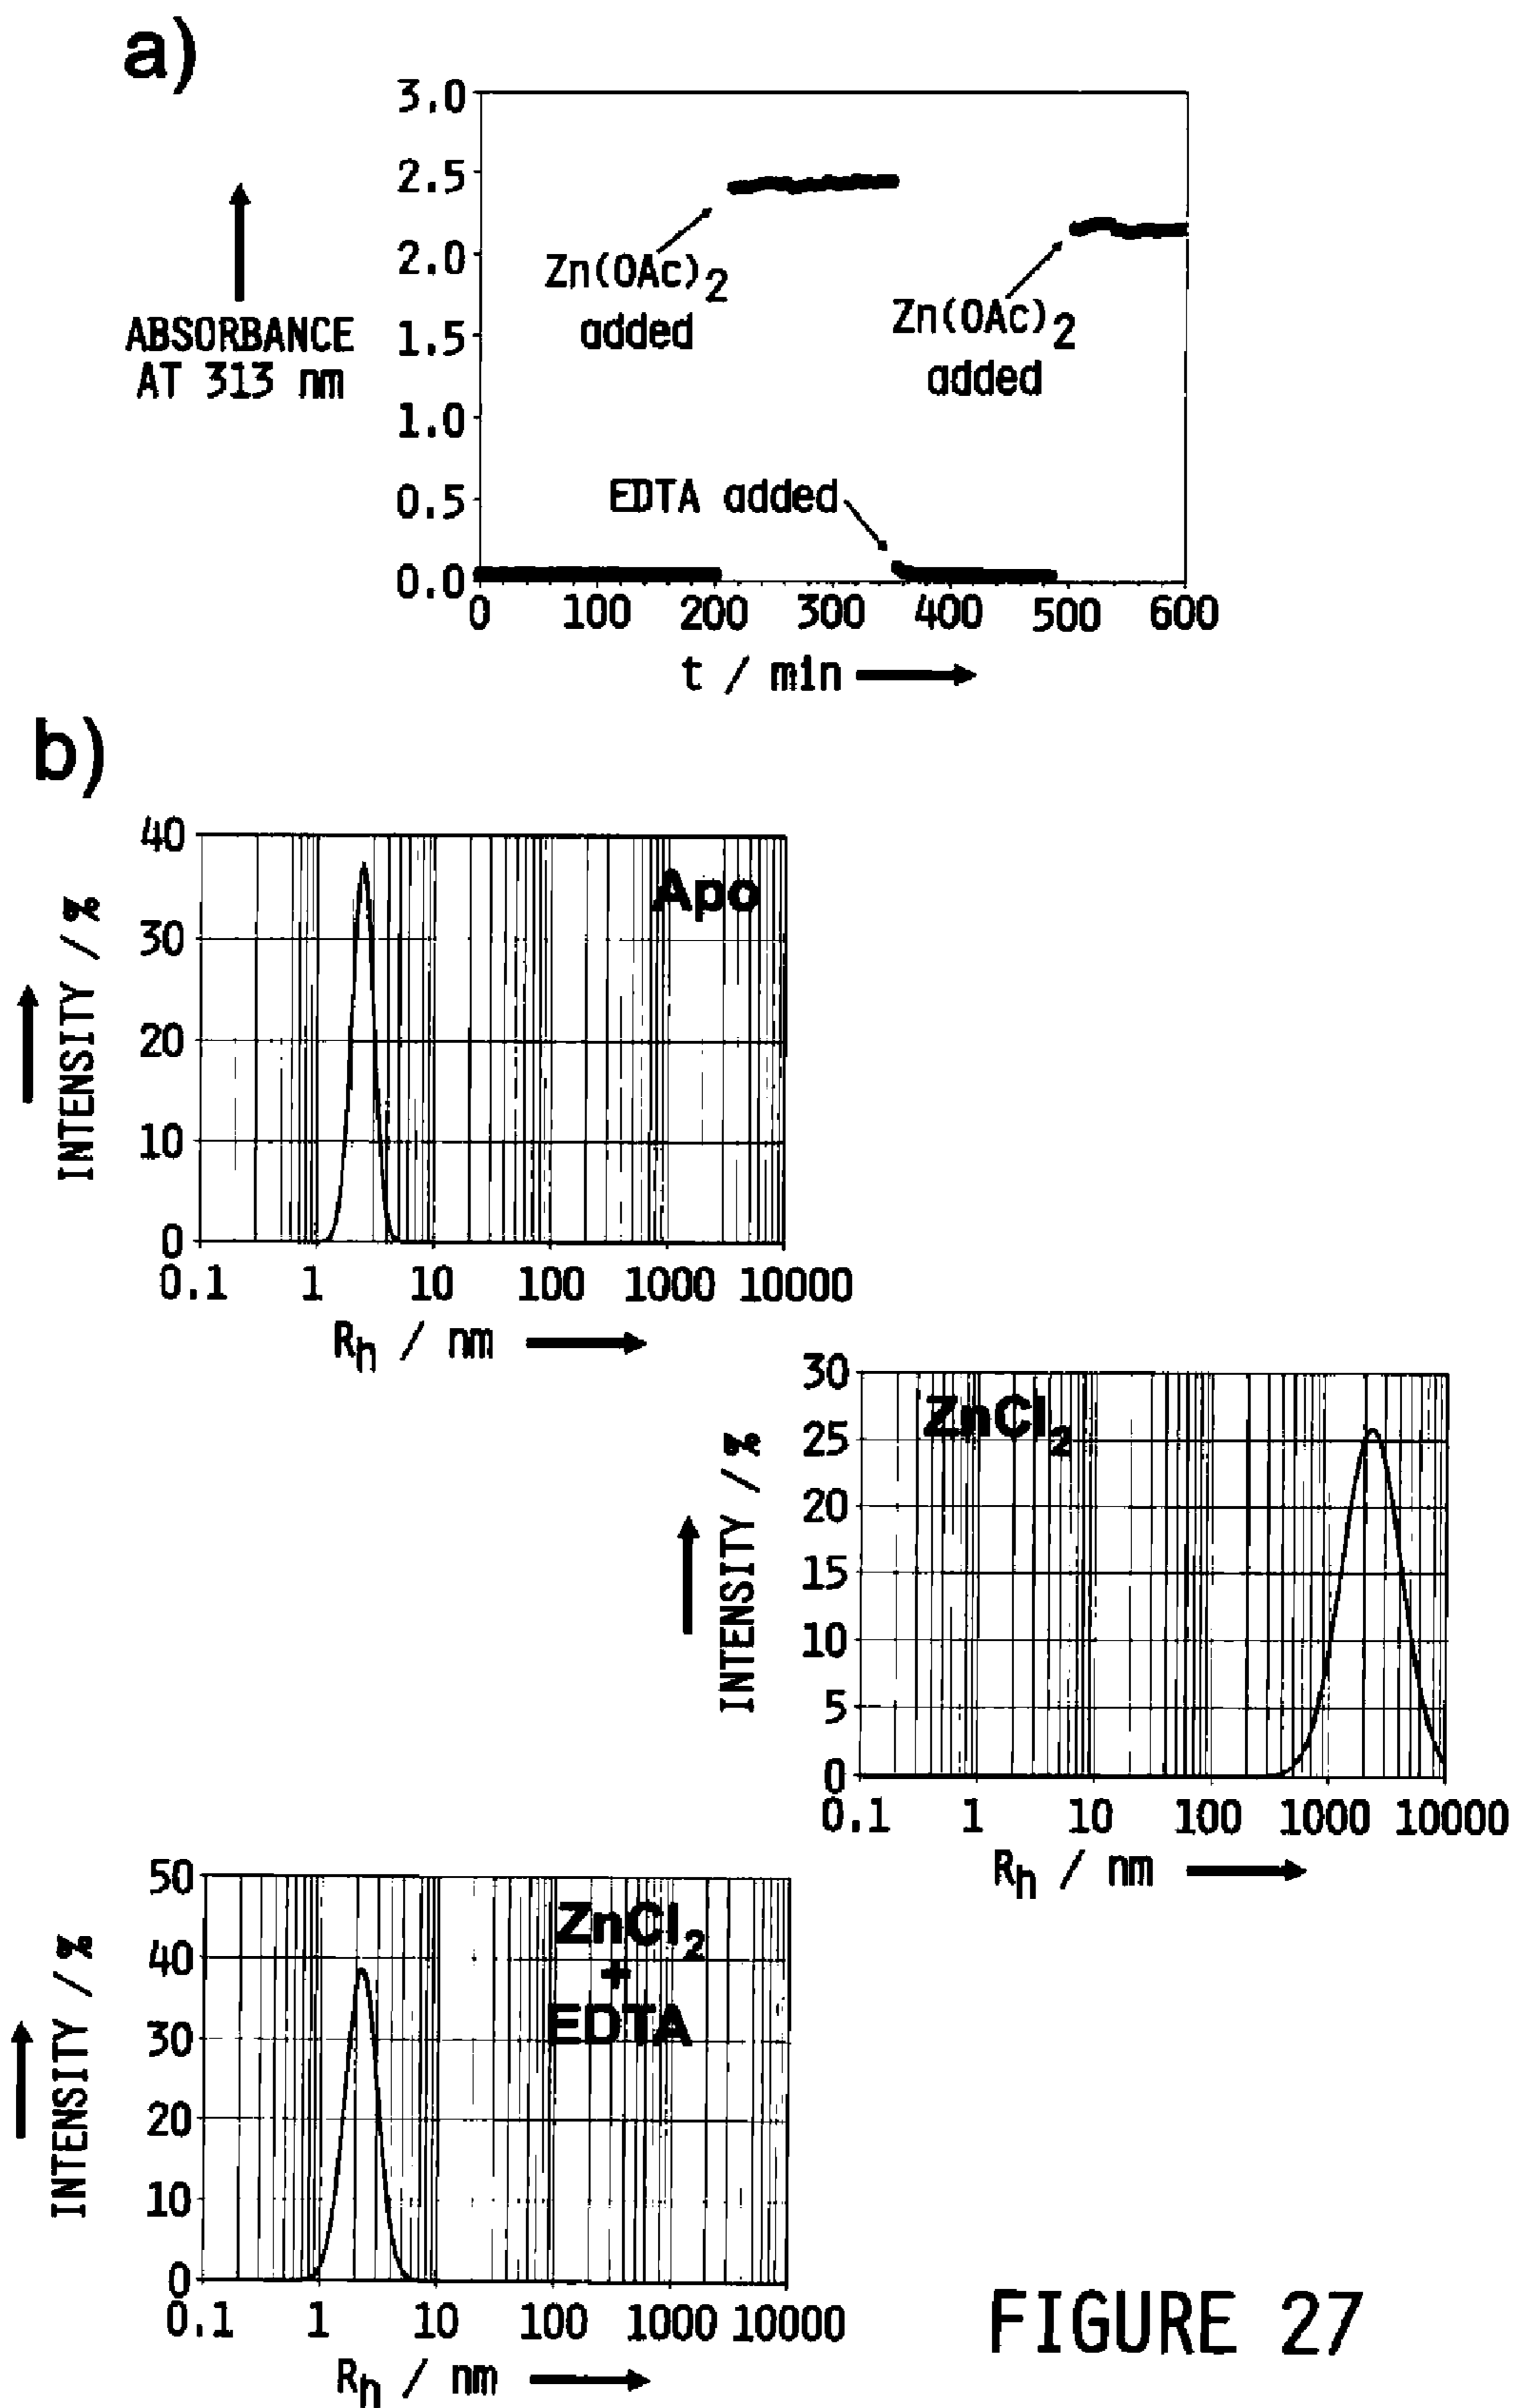 a)
3.0
2.5
2.0
1.5
1.0
0.5
0.0
ABSORBANCE
AT 313 nm
Zn(OAc)2
added
Zn(OAc)2
added
EDTA added
0 100 200 300 400 500 600
t / min
b)
40
30
20
10
0
INTENSITY / %
Apo
0.1 1 10 100 1000 10000
Rh / nm
30
25
20
15
10
5
0
INTENSITY / %
ZnCl2
0.1 1 10 100 1000 10000
Rh / nm
50
40
30
20
10
0
INTENSITY / %
ZnCl2
+
EDTA
0.1 1 10 100 1000 10000
Rh / nm
FIGURE 27